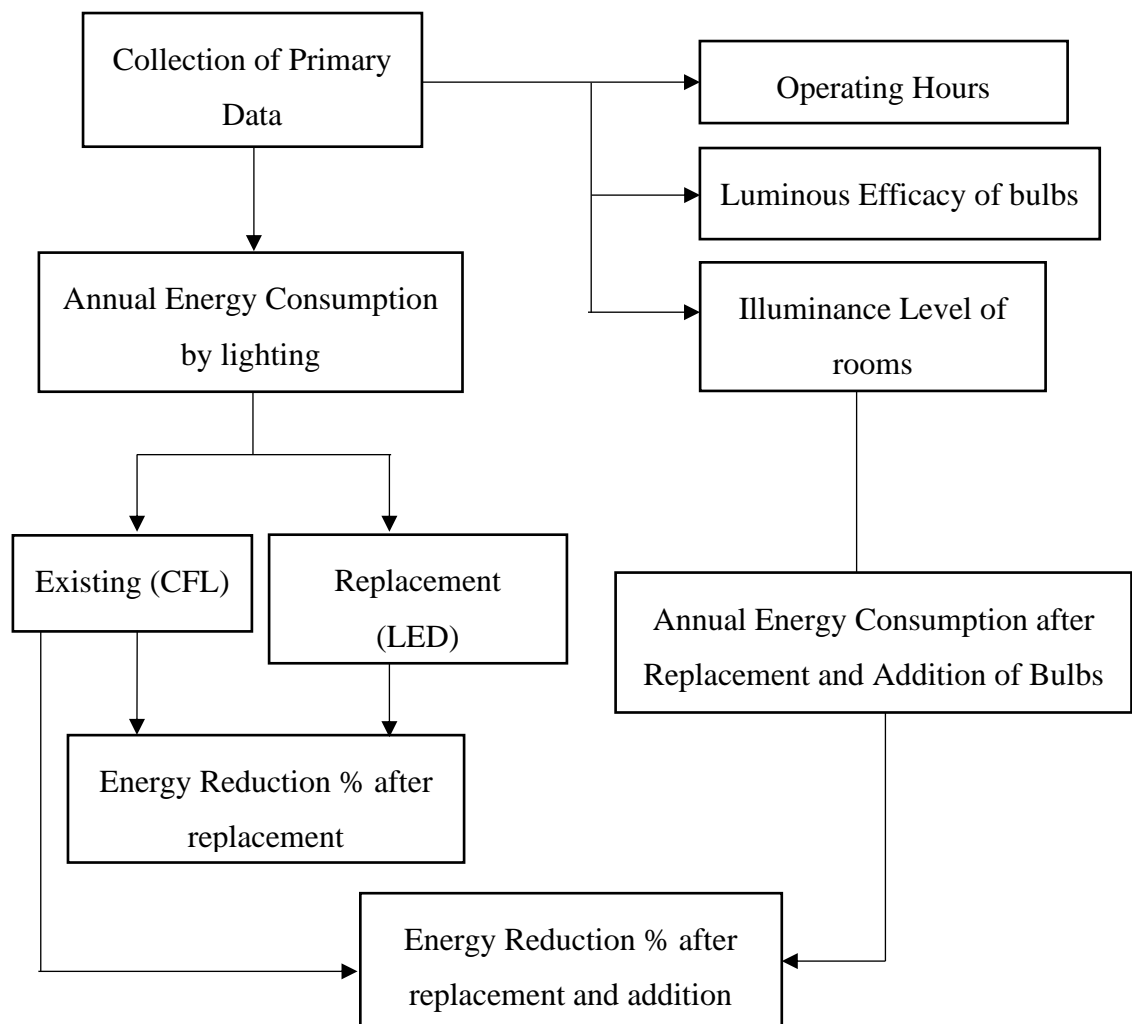 Collection of Primary
Data
Operating Hours
Luminous Efficacy of bulbs
Annual Energy Consumption
by lighting
Illuminance Level of
rooms
Existing (CFL)
Replacement
(LED)
Annual Energy Consumption after
Replacement and Addition of Bulbs
Energy Reduction % after
replacement
Energy Reduction % after
replacement and addition